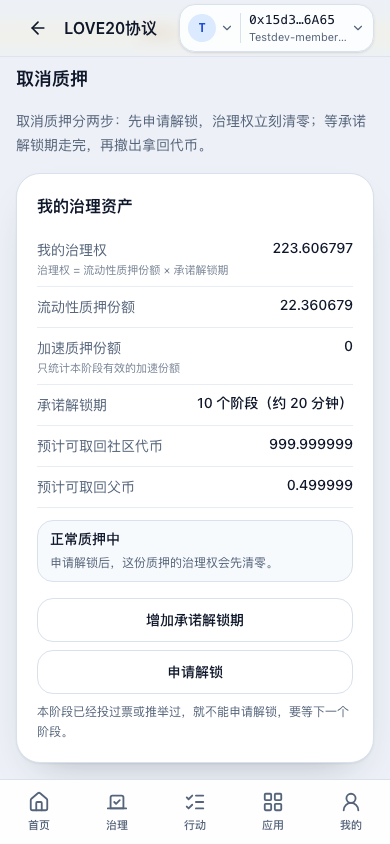 LOVE20协议
T
0x15d3…6A65
Testdev-member...
取消质押
取消质押分两步：先申请解锁，治理权立刻清零；等承诺
解锁期走完，再撤出拿回代币。
我的治理资产
我的治理权
223.606797
治理权 = 流动性质押份额 × 承诺解锁期
流动性质押份额
22.360679
加速质押份额
0
只统计本阶段有效的加速份额
承诺解锁期
10 个阶段（约 20 分钟）
预计可取回社区代币
999.999999
预计可取回父币
0.499999
正常质押中
申请解锁后，这份质押的治理权会先清零。
增加承诺解锁期
申请解锁
本阶段已经投过票或推举过，就不能申请解锁，要等下一个
阶段。
首页
治理
行动
应用
我的